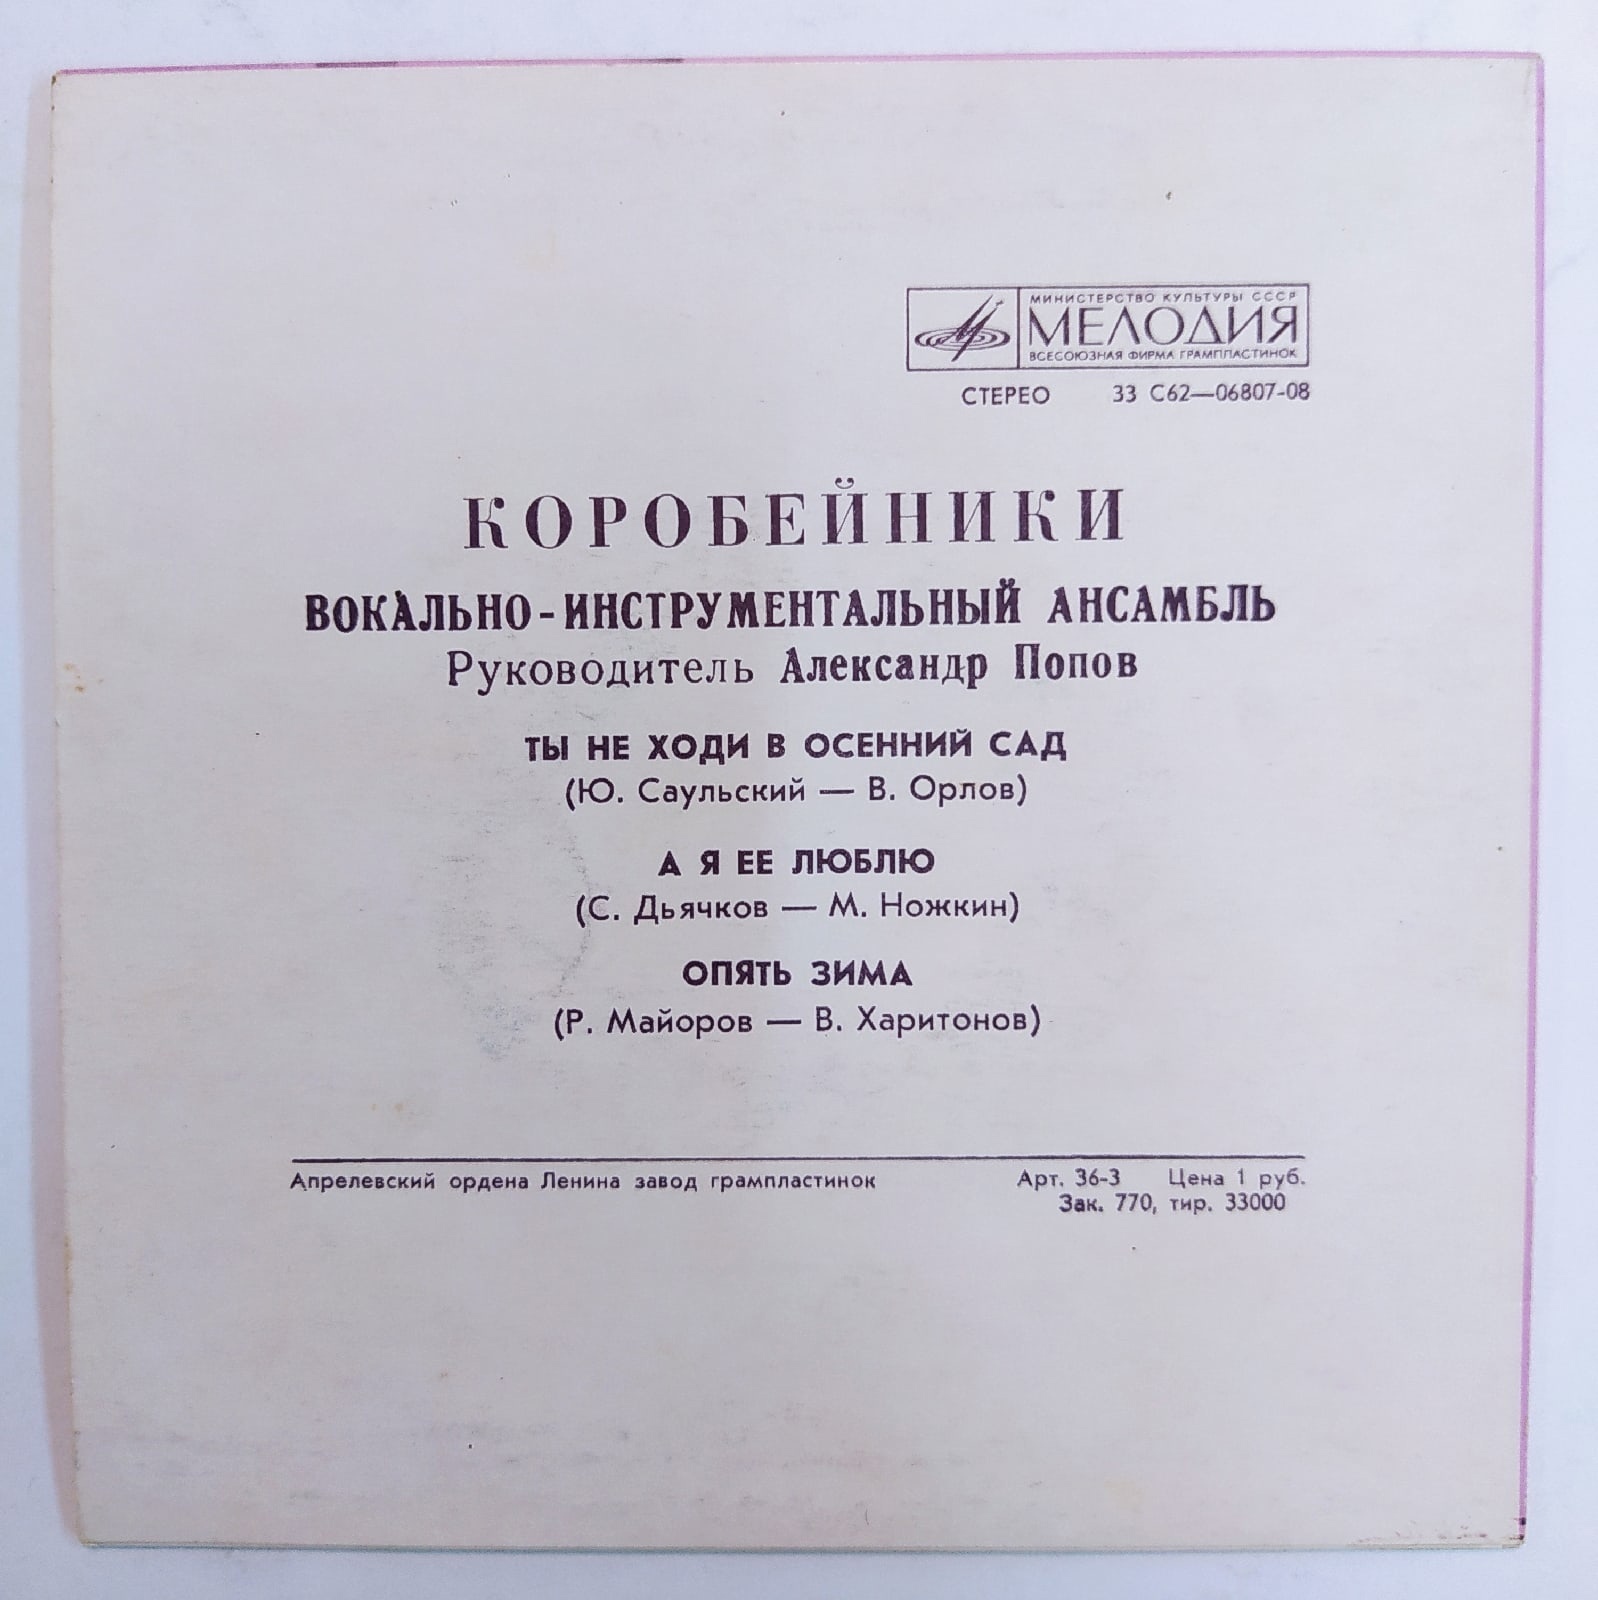 МИНИСТЕРСТВО КУЛЬТУРЫ СССР
МЕЛОДИЯ
ВСЕСОЮЗНАЯ ФИРМА ГРАМПЛАСТИНОК
СТЕРЕО 33 С62—06807-08
КОРОБЕЙНИКИ
ВОКАЛЬНО-ИНСТРУМЕНТАЛЬНЫЙ АНСАМБЛЬ
Руководитель Александр Попов
ТЫ НЕ ХОДИ В ОСЕННИЙ САД
(Ю. Саульский — В. Орлов)
А Я ЕЕ ЛЮБЛЮ
(С. Дьячков — М. Ножкин)
ОПЯТЬ ЗИМА
(Р. Майоров — В. Харитонов)
Апрелевский ордена Ленина завод грампластинок Арт. 36-3 Цена 1 руб.
Зак. 770, тир. 33000